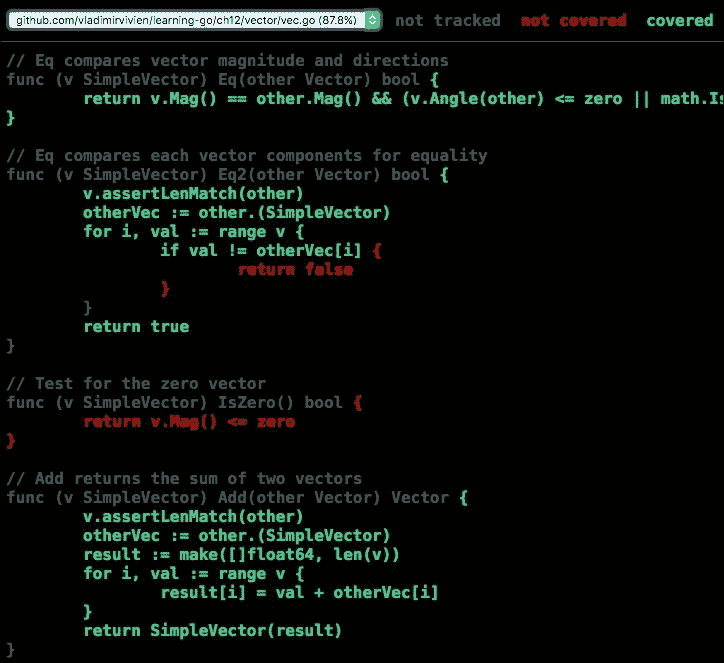 github.com/vladimirvivien/learning-go/ch12/vector/vec.go (87.8%) not tracked not covered covered
// Eq compares vector magnitude and directions
func (v SimpleVector) Eq(other Vector) bool {
        return v.Mag() == other.Mag() && (v.Angle(other) <= zero || math.Is
}
// Eq compares each vector components for equality
func (v SimpleVector) Eq2(other Vector) bool {
        v.assertLenMatch(other)
        otherVec := other.(SimpleVector)
        for i, val := range v {
                if val != otherVec[i] {
                        return false
                }
        }
        return true
}
// Test for the zero vector
func (v SimpleVector) IsZero() bool {
        return v.Mag() <= zero
}
// Add returns the sum of two vectors
func (v SimpleVector) Add(other Vector) Vector {
        v.assertLenMatch(other)
        otherVec := other.(SimpleVector)
        result := make([]float64, len(v))
        for i, val := range v {
                result[i] = val + otherVec[i]
        }
        return SimpleVector(result)
}